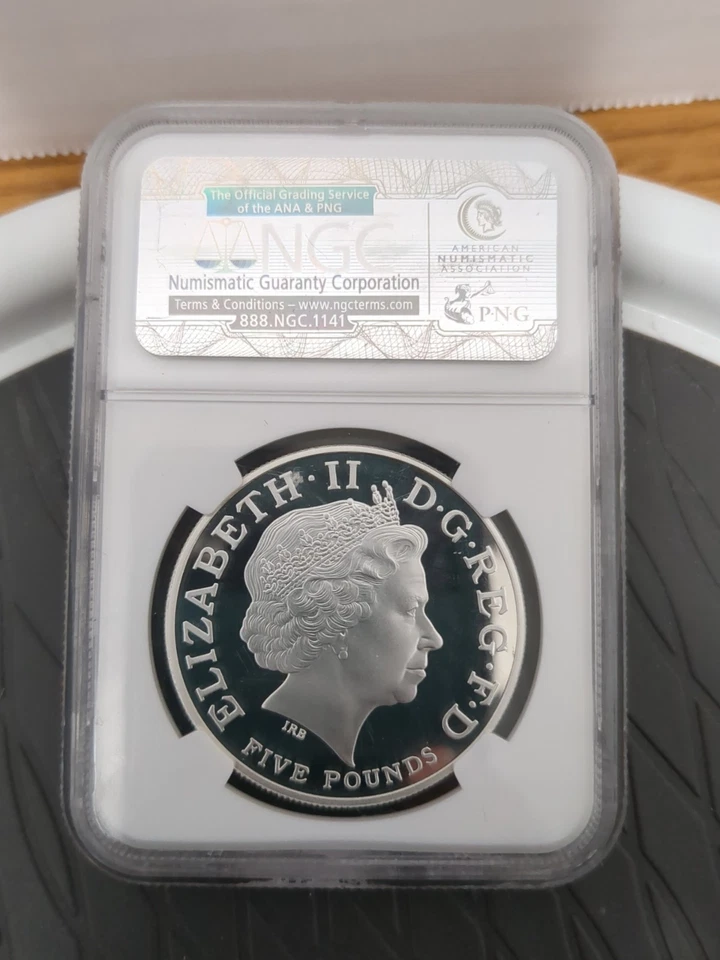 The Official Grading Service
of the ANA & PNG
NGC
Numismatic Guaranty Corporation
Terms & Conditions – www.ngcterms.com
888.NGC.1141
AMERICAN
NUMISMATIC
ASSOCIATION
P·N·G
ELIZABETH·II D·G·REG·F·D
IRB
FIVE POUNDS